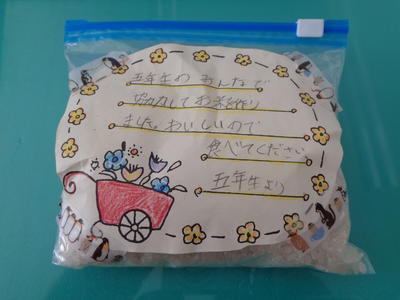 五年生の みんなで
協力してお米を作り
ました。おいしいので
食べてください。
五年生より